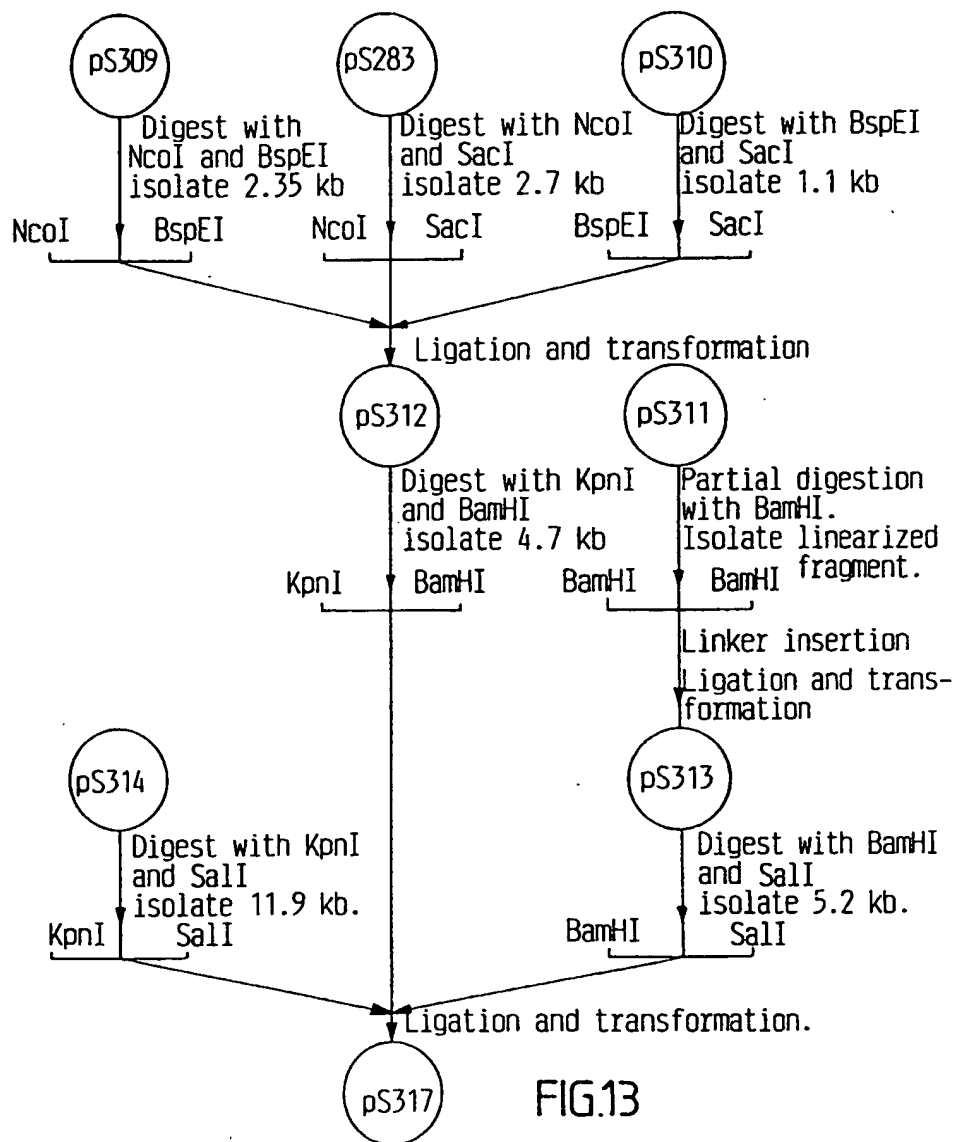 pS309
pS283
pS310
Digest with
NcoI and BspEI
isolate 2.35 kb
Digest with NcoI
and SacI
isolate 2.7 kb
Digest with BspEI
and SacI
isolate 1.1 kb
NcoI BspEI
NcoI SacI
BspEI SacI
Ligation and transformation
pS312
pS311
Digest with KpnI
and BamHI
isolate 4.7 kb
Partial digestion
with BamHI.
Isolate linearized
fragment.
KpnI BamHI
BamHI BamHI
Linker insertion
Ligation and trans-
formation
pS314
pS313
Digest with KpnI
and SalI
isolate 11.9 kb.
Digest with BamHI
and SalI
isolate 5.2 kb.
KpnI SalI
BamHI SalI
Ligation and transformation.
pS317
FIG.13